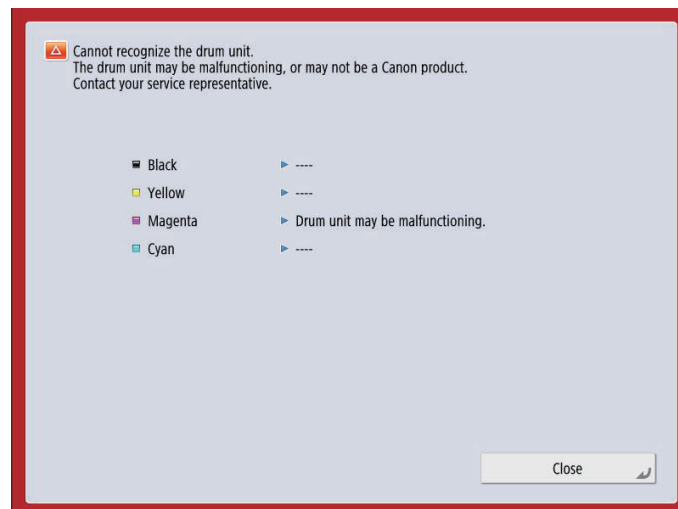 Cannot recognize the drum unit.
The drum unit may be malfunctioning, or may not be a Canon product.
Contact your service representative.
Black ----
Yellow ----
Magenta Drum unit may be malfunctioning.
Cyan ----
Close